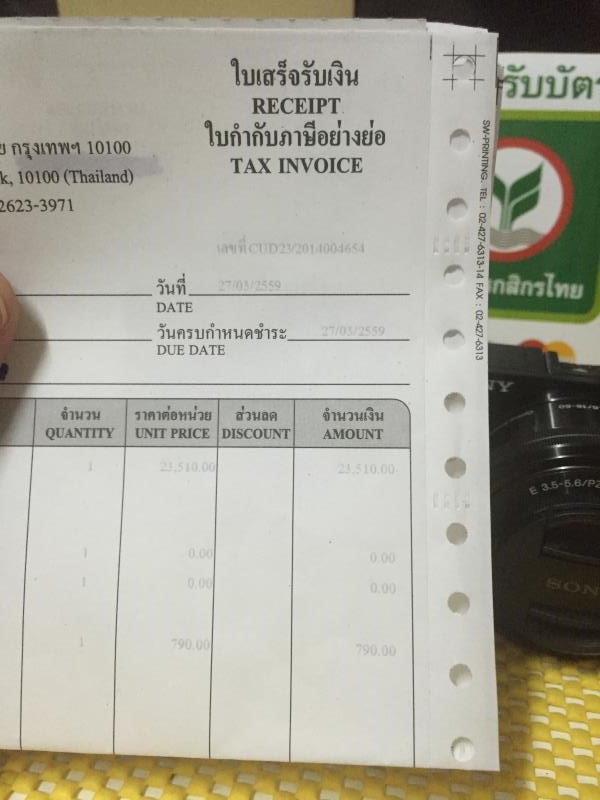 ใบเสร็จรับเงิน
RECEIPT
ใบกำกับภาษีอย่างย่อ
TAX INVOICE
ย กรุงเทพฯ 10100
k, 10100 (Thailand)
2623-3971
เลขที่ CUD23/2014004654
วันที่ 27/03/2559
DATE
วันครบกำหนดชำระ 27/03/2559
DUE DATE
จำนวน ราคาต่อหน่วย ส่วนลด จำนวนเงิน
QUANTITY UNIT PRICE DISCOUNT AMOUNT
1 23,510.00 23,510.00
1 0.00 0.00
1 0.00 0.00
1 790.00 790.00
SW-PRINTING. TEL : 02-427-6313-14 FAX : 02-427-6313
รับบัตร
กสิกรไทย
NY
E 3.5-5.6/PZ
SON